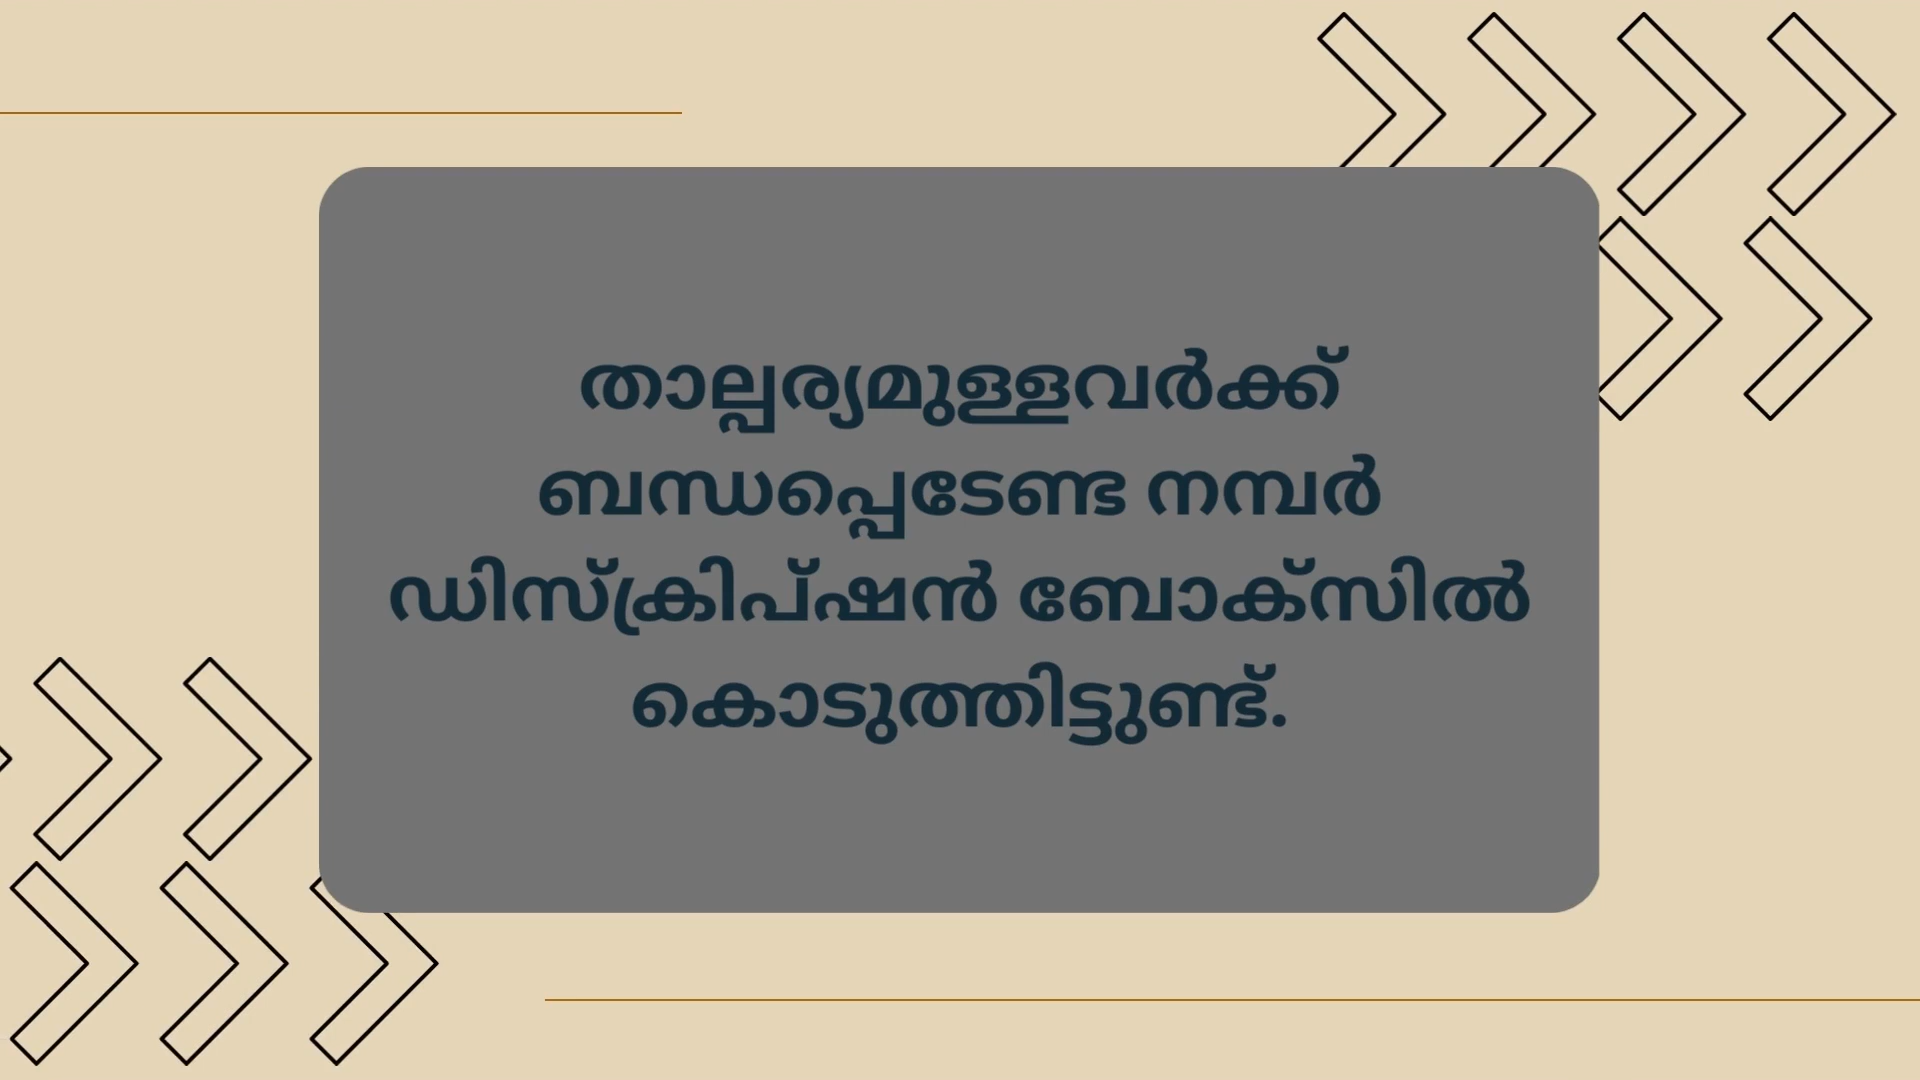 താല്പര്യമുള്ളവർക്ക്
ബന്ധപ്പെടേണ്ട നമ്പർ
ഡിസ്ക്രിപ്ഷൻ ബോക്സിൽ
കൊടുത്തിട്ടുണ്ട്.